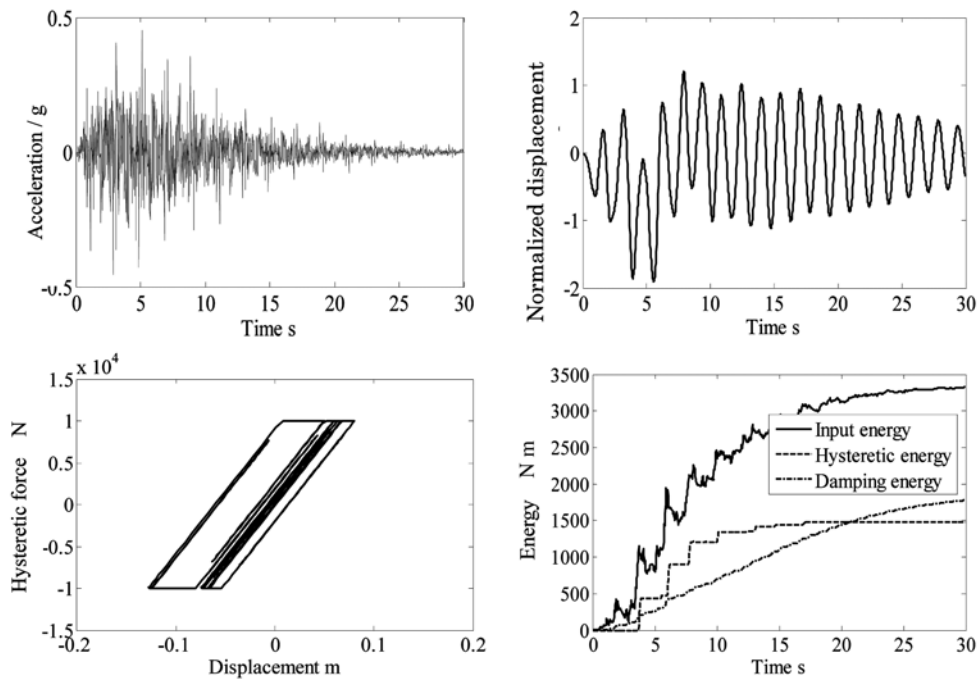 0.5
0
-0.5
Acceleration / g
0 5 10 15 20 25 30
Time s
2
1
0
-1
-2
Normalized displacement
0 5 10 15 20 25 30
Time s
1.5 x 10^4
1
0.5
0
-0.5
-1
-1.5
Hysteretic force N
-0.2 -0.1 0 0.1 0.2
Displacement m
3500
3000
2500
2000
1500
1000
500
0
Energy N m
Input energy
Hysteretic energy
Damping energy
0 5 10 15 20 25 30
Time s